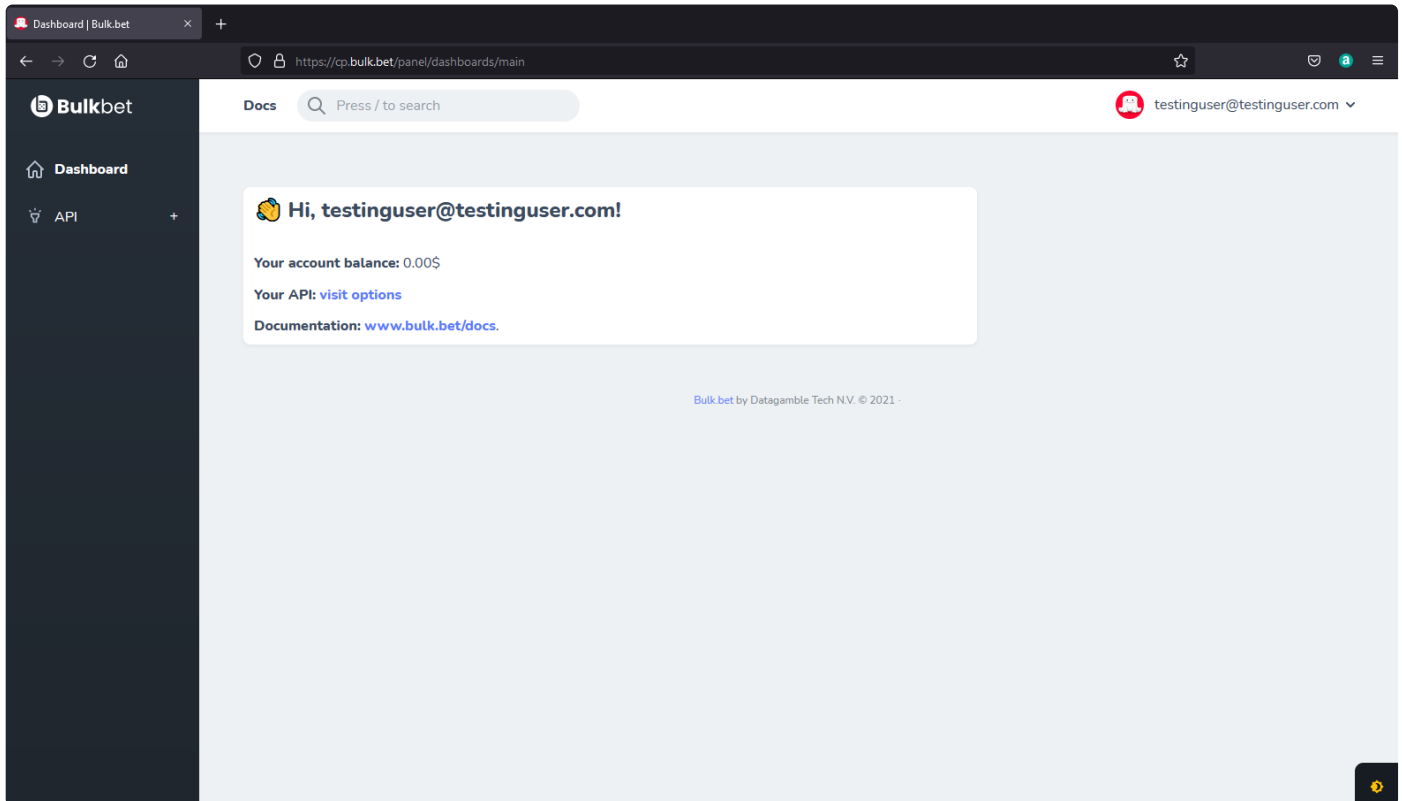 Dashboard | Bulk.bet
https://cp.bulk.bet/panel/dashboards/main
a
Bulkbet
Docs
Press / to search
testinguser@testinguser.com
Dashboard
API +
👋 Hi, testinguser@testinguser.com!
Your account balance: 0.00$
Your API: visit options
Documentation: www.bulk.bet/docs.
Bulk.bet by Datagamble Tech N.V. © 2021 ·